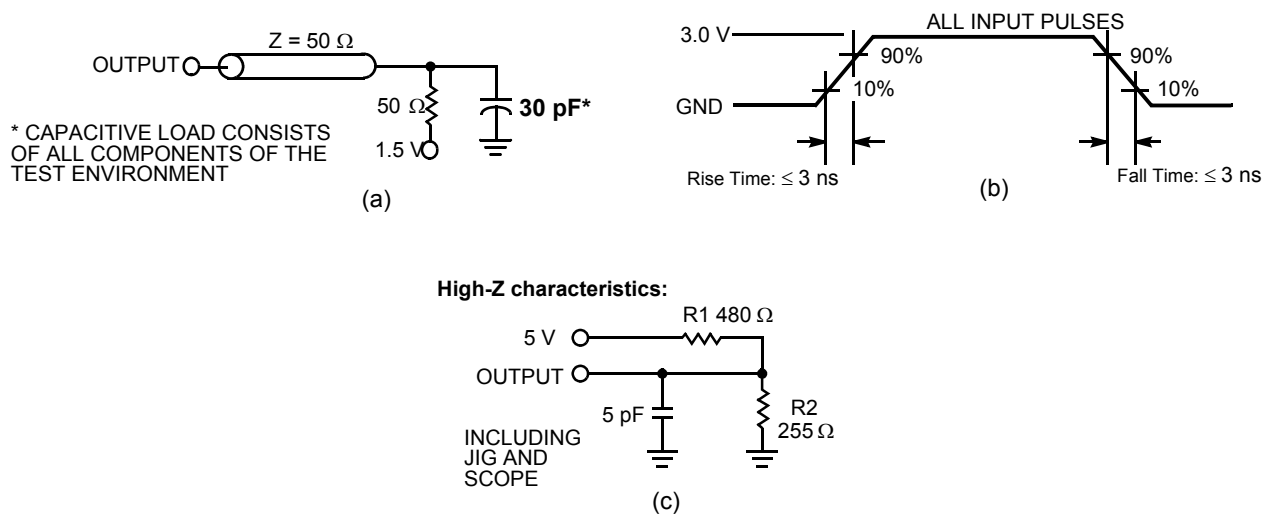 Z = 50 Ω
OUTPUT
50 Ω
30 pF*
1.5 V
* CAPACITIVE LOAD CONSISTS
OF ALL COMPONENTS OF THE
TEST ENVIRONMENT
(a)
ALL INPUT PULSES
3.0 V
90%
90%
10%
10%
GND
Rise Time: ≤ 3 ns
Fall Time: ≤ 3 ns
(b)
High-Z characteristics:
R1 480 Ω
5 V
OUTPUT
5 pF
R2
255 Ω
INCLUDING
JIG AND
SCOPE
(c)